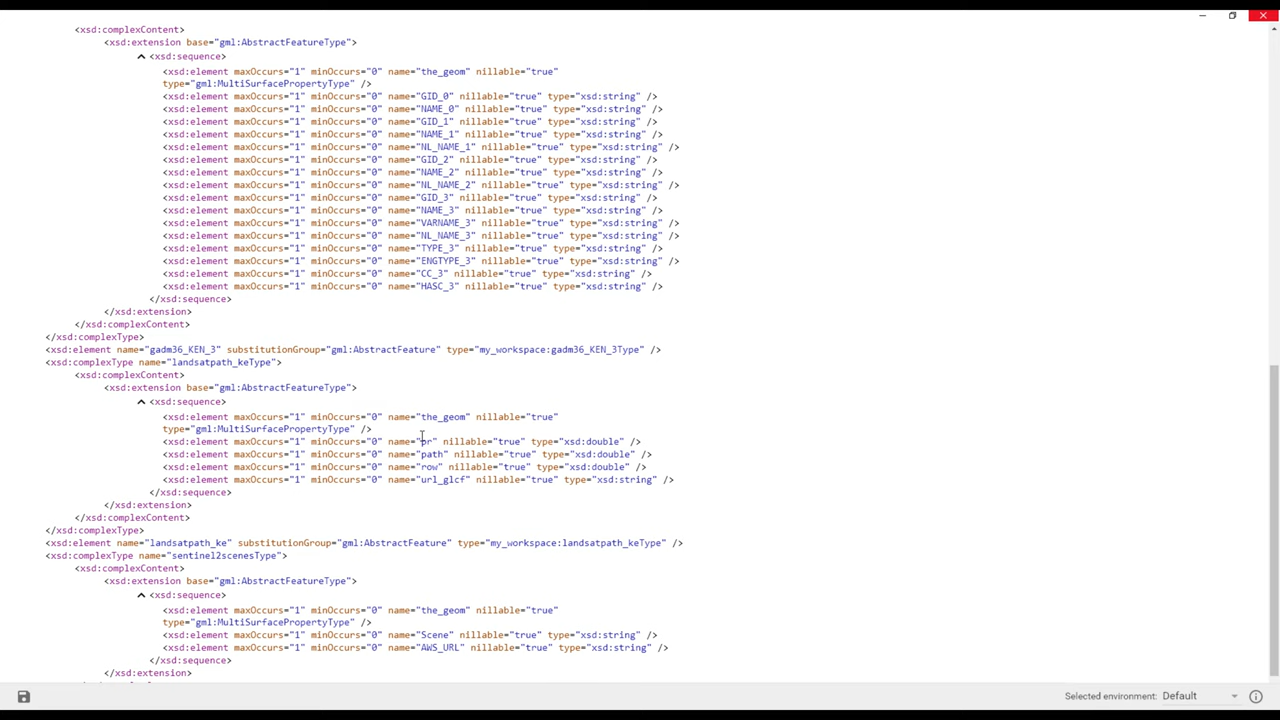 <xsd:complexContent>
<xsd:extension base="gml:AbstractFeatureType">
<xsd:sequence>
<xsd:element maxOccurs="1" minOccurs="0" name="the_geom" nillable="true"
type="gml:MultiSurfacePropertyType" />
<xsd:element maxOccurs="1" minOccurs="0" name="GID_0" nillable="true" type="xsd:string" />
<xsd:element maxOccurs="1" minOccurs="0" name="NAME_0" nillable="true" type="xsd:string" />
<xsd:element maxOccurs="1" minOccurs="0" name="GID_1" nillable="true" type="xsd:string" />
<xsd:element maxOccurs="1" minOccurs="0" name="NAME_1" nillable="true" type="xsd:string" />
<xsd:element maxOccurs="1" minOccurs="0" name="NL_NAME_1" nillable="true" type="xsd:string" />
<xsd:element maxOccurs="1" minOccurs="0" name="GID_2" nillable="true" type="xsd:string" />
<xsd:element maxOccurs="1" minOccurs="0" name="NAME_2" nillable="true" type="xsd:string" />
<xsd:element maxOccurs="1" minOccurs="0" name="NL_NAME_2" nillable="true" type="xsd:string" />
<xsd:element maxOccurs="1" minOccurs="0" name="GID_3" nillable="true" type="xsd:string" />
<xsd:element maxOccurs="1" minOccurs="0" name="NAME_3" nillable="true" type="xsd:string" />
<xsd:element maxOccurs="1" minOccurs="0" name="VARNAME_3" nillable="true" type="xsd:string" />
<xsd:element maxOccurs="1" minOccurs="0" name="NL_NAME_3" nillable="true" type="xsd:string" />
<xsd:element maxOccurs="1" minOccurs="0" name="TYPE_3" nillable="true" type="xsd:string" />
<xsd:element maxOccurs="1" minOccurs="0" name="ENGTYPE_3" nillable="true" type="xsd:string" />
<xsd:element maxOccurs="1" minOccurs="0" name="CC_3" nillable="true" type="xsd:string" />
<xsd:element maxOccurs="1" minOccurs="0" name="HASC_3" nillable="true" type="xsd:string" />
</xsd:sequence>
</xsd:extension>
</xsd:complexContent>
</xsd:complexType>
<xsd:element name="gadm36_KEN_3" substitutionGroup="gml:AbstractFeature" type="my_workspace:gadm36_KEN_3Type" />
<xsd:complexType name="landsatpath_keType">
<xsd:complexContent>
<xsd:extension base="gml:AbstractFeatureType">
<xsd:sequence>
<xsd:element maxOccurs="1" minOccurs="0" name="the_geom" nillable="true"
type="gml:MultiSurfacePropertyType" />
<xsd:element maxOccurs="1" minOccurs="0" name="pr" nillable="true" type="xsd:double" />
<xsd:element maxOccurs="1" minOccurs="0" name="path" nillable="true" type="xsd:double" />
<xsd:element maxOccurs="1" minOccurs="0" name="row" nillable="true" type="xsd:double" />
<xsd:element maxOccurs="1" minOccurs="0" name="url_glcf" nillable="true" type="xsd:string" />
</xsd:sequence>
</xsd:extension>
</xsd:complexContent>
</xsd:complexType>
<xsd:element name="landsatpath_ke" substitutionGroup="gml:AbstractFeature" type="my_workspace:landsatpath_keType" />
<xsd:complexType name="sentinel2scenesType">
<xsd:complexContent>
<xsd:extension base="gml:AbstractFeatureType">
<xsd:sequence>
<xsd:element maxOccurs="1" minOccurs="0" name="the_geom" nillable="true"
type="gml:MultiSurfacePropertyType" />
<xsd:element maxOccurs="1" minOccurs="0" name="Scene" nillable="true" type="xsd:string" />
<xsd:element maxOccurs="1" minOccurs="0" name="AWS_URL" nillable="true" type="xsd:string" />
</xsd:sequence>
</xsd:extension>
Selected environment: Default